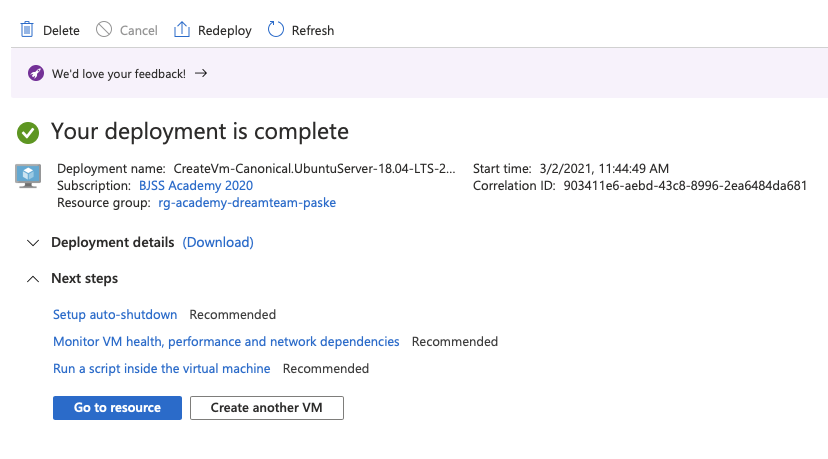 Delete Cancel Redeploy Refresh
We'd love your feedback! →
Your deployment is complete
Deployment name: CreateVm-Canonical.UbuntuServer-18.04-LTS-2... Start time: 3/2/2021, 11:44:49 AM
Subscription: BJSS Academy 2020 Correlation ID: 903411e6-aebd-43c8-8996-2ea6484da681
Resource group: rg-academy-dreamteam-paske
Deployment details (Download)
Next steps
Setup auto-shutdown Recommended
Monitor VM health, performance and network dependencies Recommended
Run a script inside the virtual machine Recommended
Go to resource Create another VM